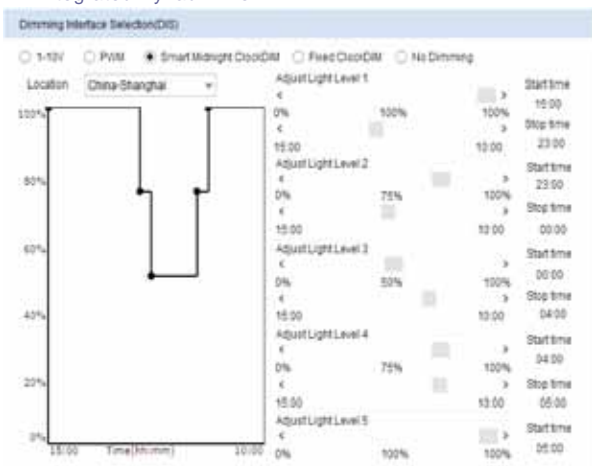 Dimming Interface Selection(DIS)
1-10V PWM Smart Midnight ClockDIM Fixed ClockDIM No Dimming
Location China-Shanghai
Adjust Light Level 1
Start time
0% 100% 100% 15:00
Stop time
15:00 10:00 23:00
Adjust Light Level 2
Start time
0% 75% 100% 23:00
Stop time
15:00 10:00 00:00
Adjust Light Level 3
Start time
0% 50% 100% 00:00
Stop time
15:00 10:00 04:00
Adjust Light Level 4
Start time
0% 75% 100% 04:00
Stop time
15:00 10:00 05:00
Adjust Light Level 5
Start time
0% 100% 100% 05:00
100%
80%
60%
40%
20%
0%
15:00 Time(hh:mm) 10:00